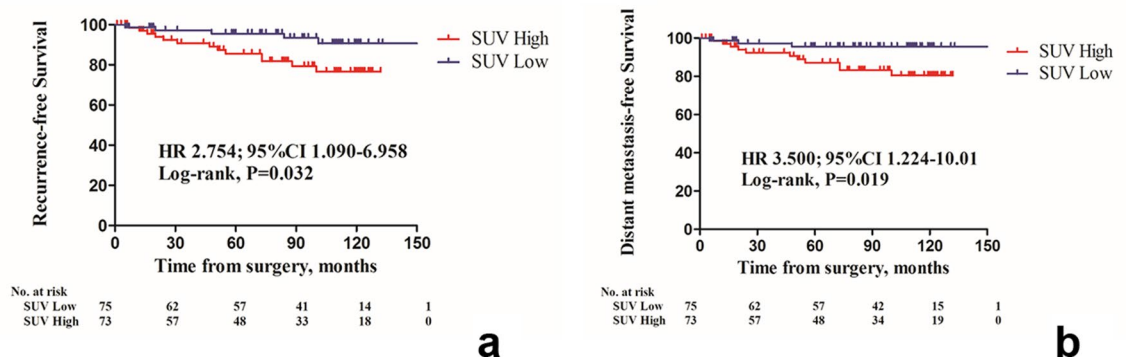 Recurrence-free Survival
100
80
60
40
20
0
0 30 60 90 120 150
Time from surgery, months
SUV High
SUV Low
HR 2.754; 95%CI 1.090-6.958
Log-rank, P=0.032
No. at risk
SUV Low 75 62 57 41 14 1
SUV High 73 57 48 33 18 0
a
Distant metastasis-free Survival
100
80
60
40
20
0
0 30 60 90 120 150
Time from surgery, months
SUV High
SUV Low
HR 3.500; 95%CI 1.224-10.01
Log-rank, P=0.019
No. at risk
SUV Low 75 62 57 42 15 1
SUV High 73 57 48 34 19 0
b